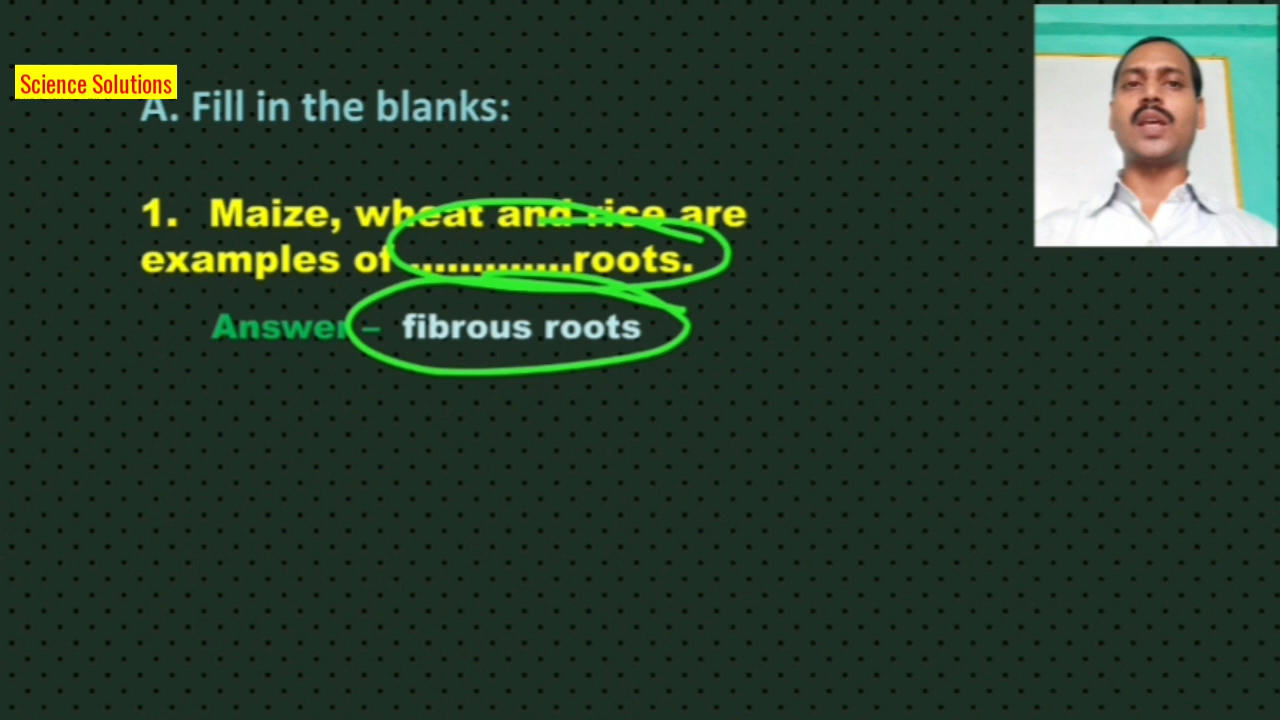 Science Solutions
A. Fill in the blanks:
1. Maize, wheat and rice are
examples of .............roots.
Answer – fibrous roots